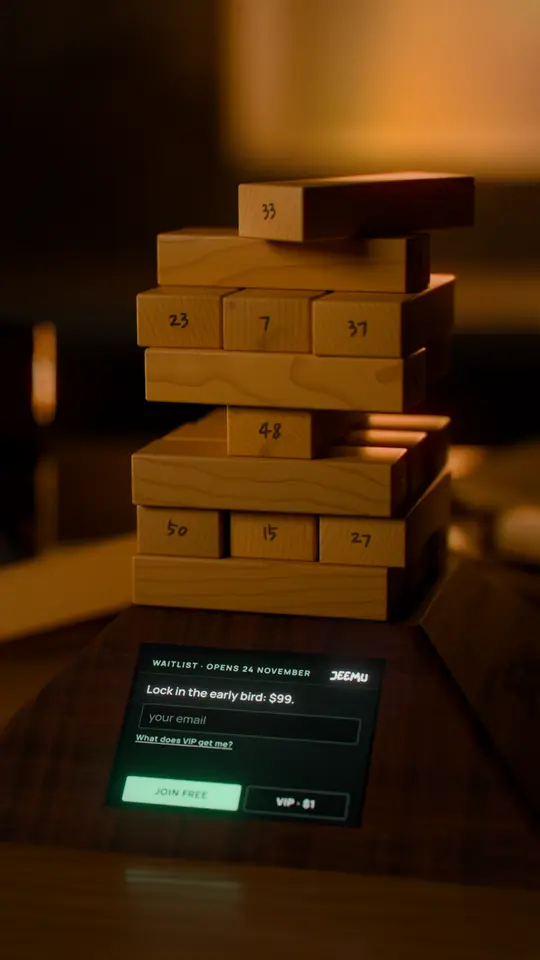 33
23 7 37
48
50 15 27
WAITLIST · OPENS 24 NOVEMBER JEEMU
Lock in the early bird: $99.
your email
What does VIP get me?
JOIN FREE VIP · $1